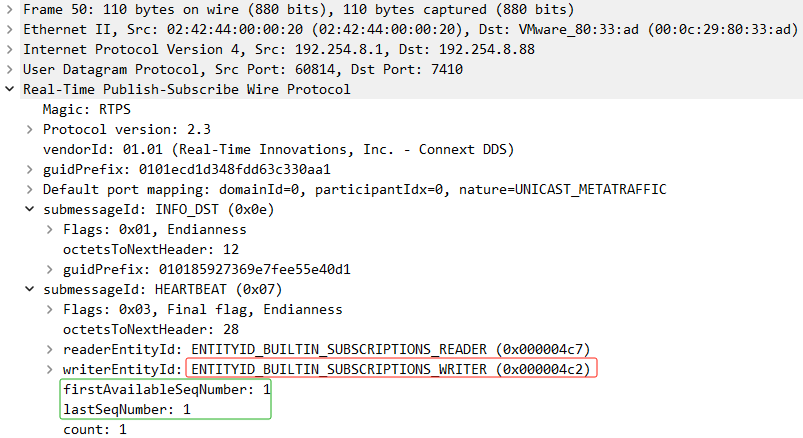 Frame 50: 110 bytes on wire (880 bits), 110 bytes captured (880 bits)
Ethernet II, Src: 02:42:44:00:00:20 (02:42:44:00:00:20), Dst: VMware_80:33:ad (00:0c:29:80:33:ad)
Internet Protocol Version 4, Src: 192.254.8.1, Dst: 192.254.8.88
User Datagram Protocol, Src Port: 60814, Dst Port: 7410
Real-Time Publish-Subscribe Wire Protocol
Magic: RTPS
Protocol version: 2.3
vendorId: 01.01 (Real-Time Innovations, Inc. - Connext DDS)
guidPrefix: 0101ecd1d348fdd63c330aa1
Default port mapping: domainId=0, participantIdx=0, nature=UNICAST_METATRAFFIC
submessageId: INFO_DST (0x0e)
Flags: 0x01, Endianness
octetsToNextHeader: 12
guidPrefix: 010185927369e7fee55e40d1
submessageId: HEARTBEAT (0x07)
Flags: 0x03, Final flag, Endianness
octetsToNextHeader: 28
readerEntityId: ENTITYID_BUILTIN_SUBSCRIPTIONS_READER (0x000004c7)
writerEntityId: ENTITYID_BUILTIN_SUBSCRIPTIONS_WRITER (0x000004c2)
firstAvailableSeqNumber: 1
lastSeqNumber: 1
count: 1